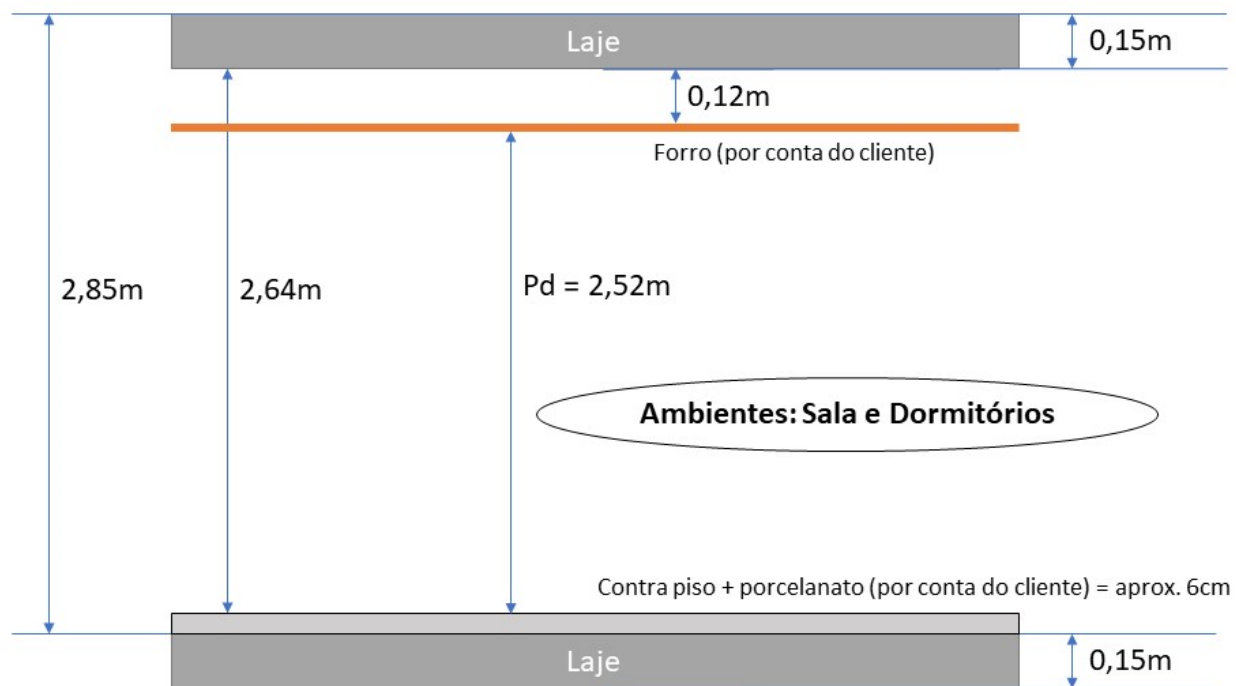 Laje
0,15m
0,12m
Forro (por conta do cliente)
2,85m
2,64m
Pd = 2,52m
Ambientes: Sala e Dormitórios
Contra piso + porcelanato (por conta do cliente) = aprox. 6cm
Laje
0,15m